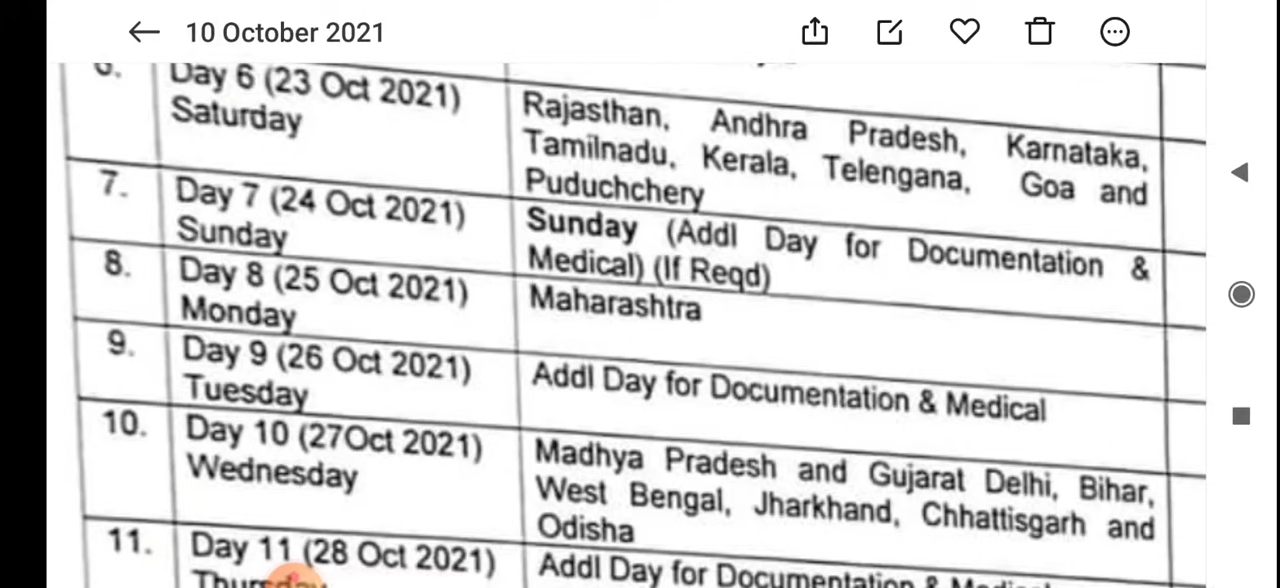 10 October 2021
6.
Day 6 (23 Oct 2021)
Saturday
Rajasthan, Andhra Pradesh, Karnataka,
Tamilnadu, Kerala, Telengana, Goa and
Puduchchery
7.
Day 7 (24 Oct 2021)
Sunday
Sunday (Addl Day for Documentation &
Medical) (If Reqd)
8.
Day 8 (25 Oct 2021)
Monday
Maharashtra
9.
Day 9 (26 Oct 2021)
Tuesday
Addl Day for Documentation & Medical
10.
Day 10 (27Oct 2021)
Wednesday
Madhya Pradesh and Gujarat Delhi, Bihar,
West Bengal, Jharkhand, Chhattisgarh and
Odisha
11.
Day 11 (28 Oct 2021)
Thursday
Addl Day for Documentation & Medical